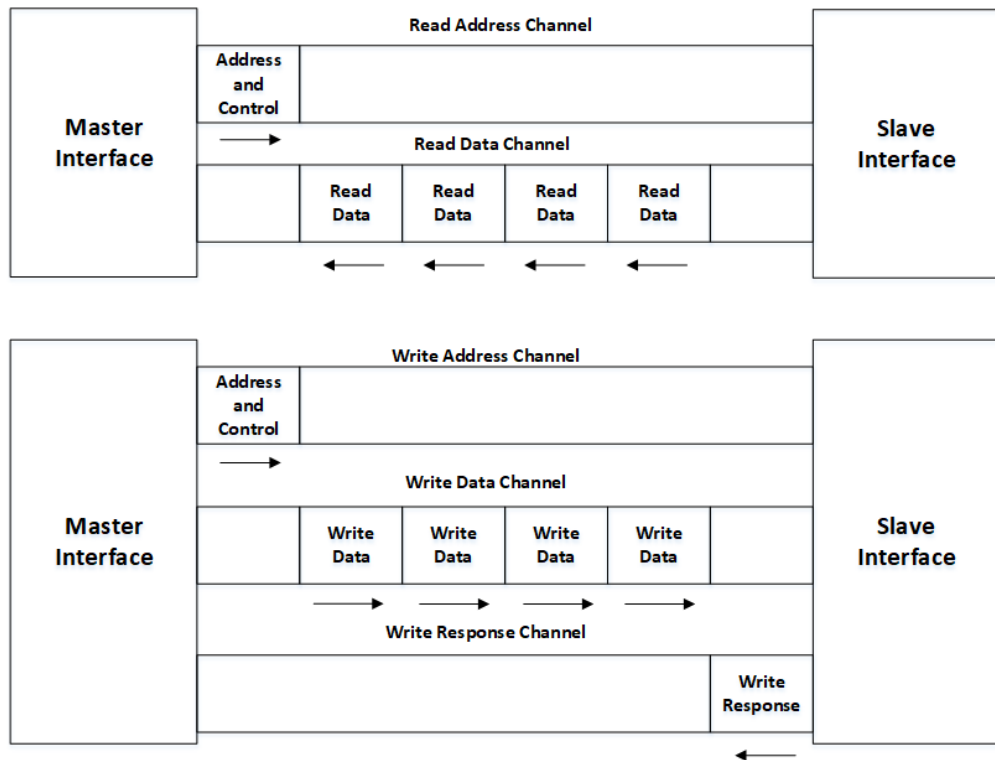 Read Address Channel
Address
and
Control
Master
Interface
Slave
Interface
Read Data Channel
Read
Data
Read
Data
Read
Data
Read
Data
Write Address Channel
Address
and
Control
Write Data Channel
Master
Interface
Write
Data
Write
Data
Write
Data
Write
Data
Slave
Interface
Write Response Channel
Write
Response